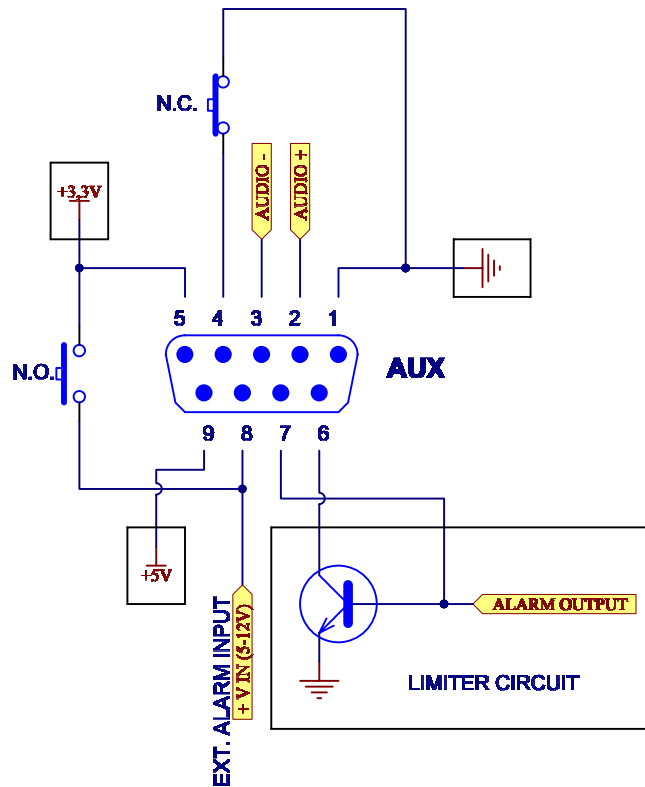 N.C.
AUDIO -
AUDIO +
+3,3V
5 4 3 2 1
N.O.
AUX
9 8 7 6
+5V
EXT. ALARM INPUT
+ V IN (5-12V)
ALARM OUTPUT
LIMITER CIRCUIT